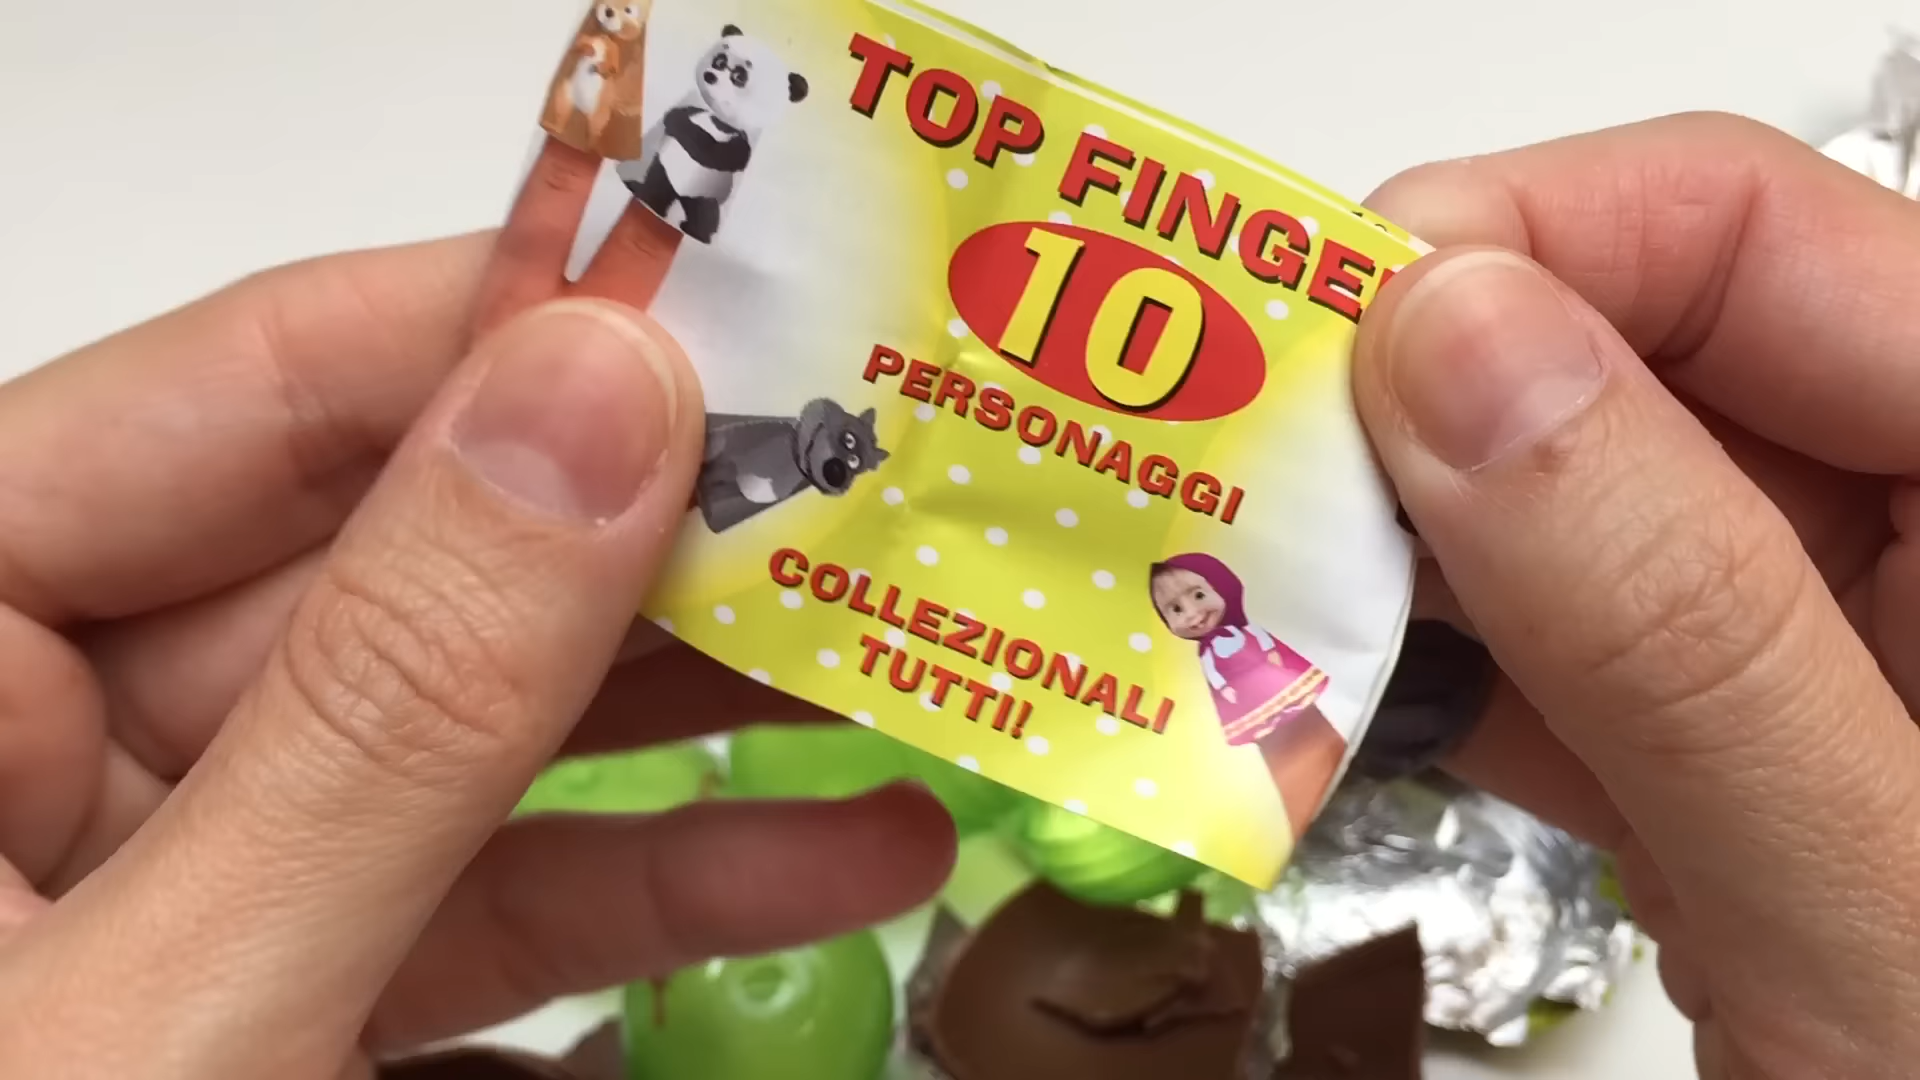 TOP FINGE
10
PERSONAGGI
COLLEZIONALI
TUTTI!